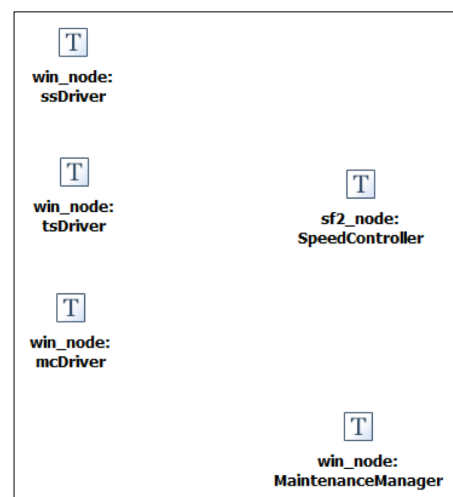 T
win_node:
ssDriver
T
win_node:
tsDriver
T
sf2_node:
SpeedController
T
win_node:
mcDriver
T
win_node:
MaintenanceManager